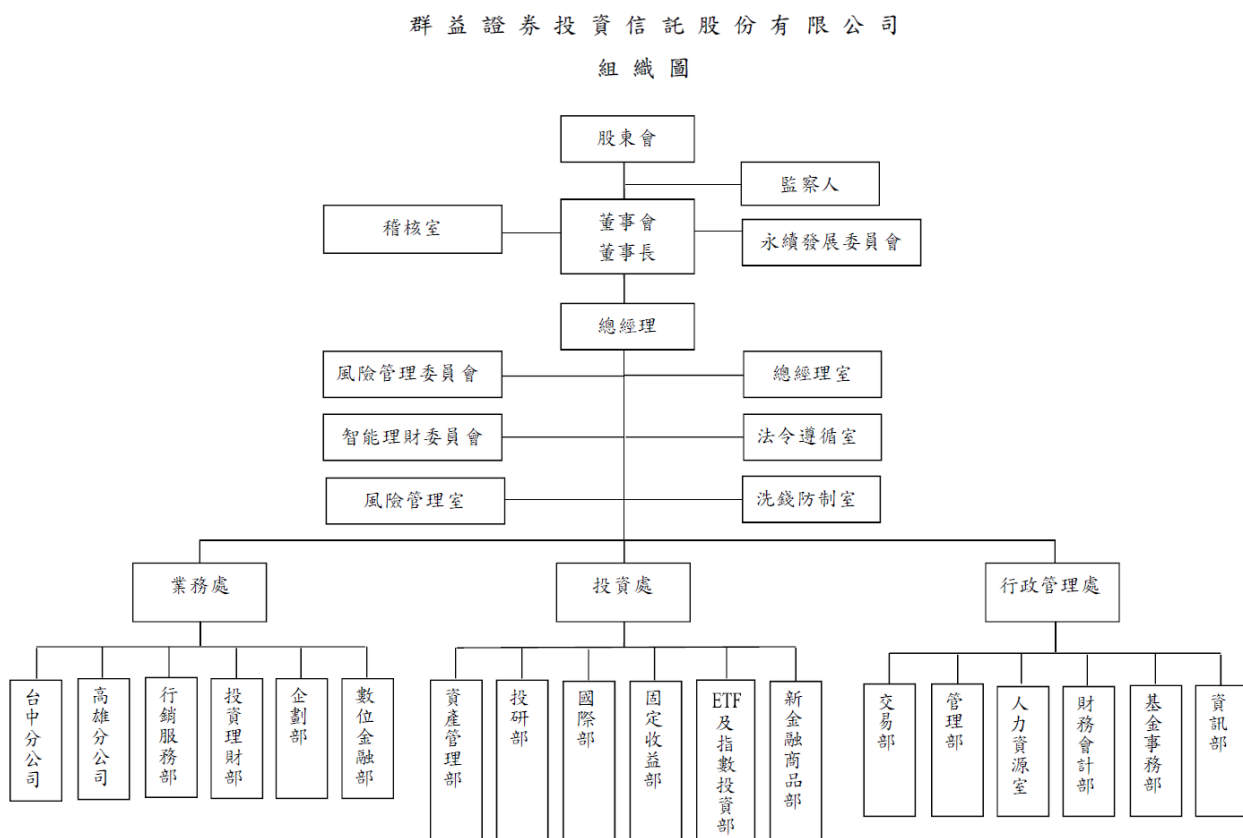 群益證券投資信託股份有限公司
組織圖
股東會
監察人
稽核室
董事會
董事長
永續發展委員會
總經理
風險管理委員會
總經理室
智能理財委員會
法令遵循室
風險管理室
洗錢防制室
業務處
投資處
行政管理處
台中分公司
高雄分公司
行銷服務部
投資理財部
企劃部
數位金融部
資產管理部
投研部
國際部
固定收益部
ETF及指數投資部
新金融商品部
交易部
管理部
人力資源室
財務會計部
基金事務部
資訊部